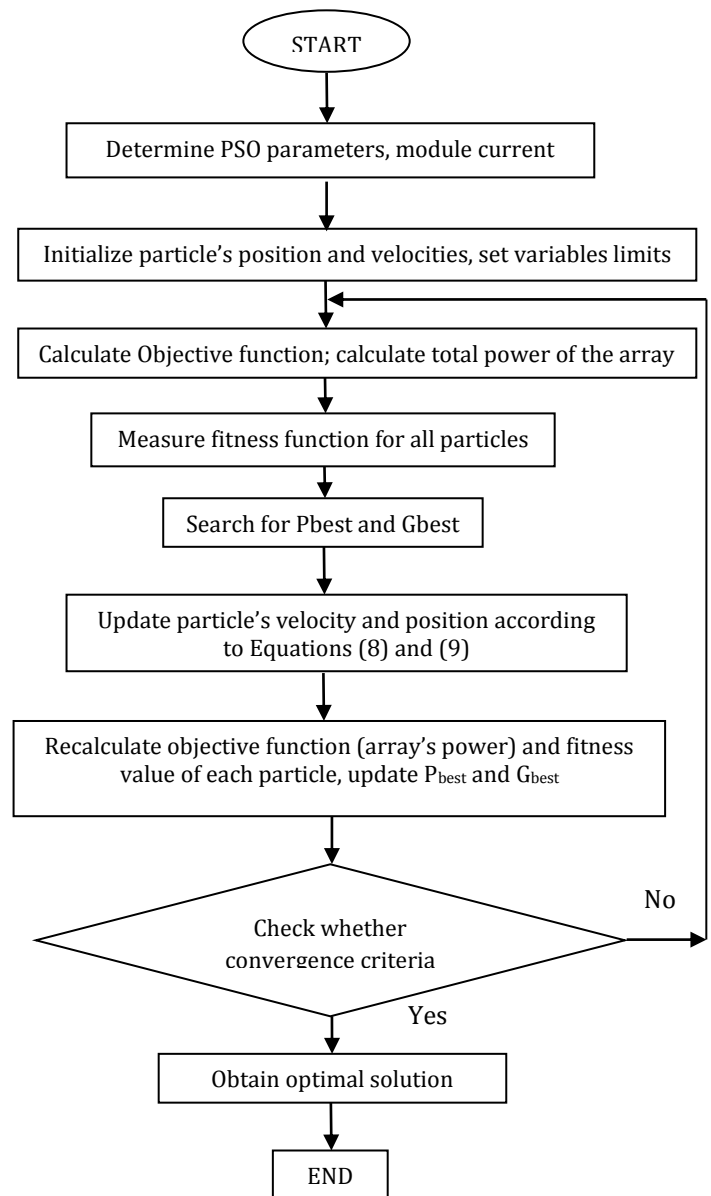 START
Determine PSO parameters, module current
Initialize particle's position and velocities, set variables limits
Calculate Objective function; calculate total power of the array
Measure fitness function for all particles
Search for Pbest and Gbest
Update particle's velocity and position according
to Equations (8) and (9)
Recalculate objective function (array's power) and fitness
value of each particle, update Pbest and Gbest
No
Check whether
convergence criteria
Yes
Obtain optimal solution
END